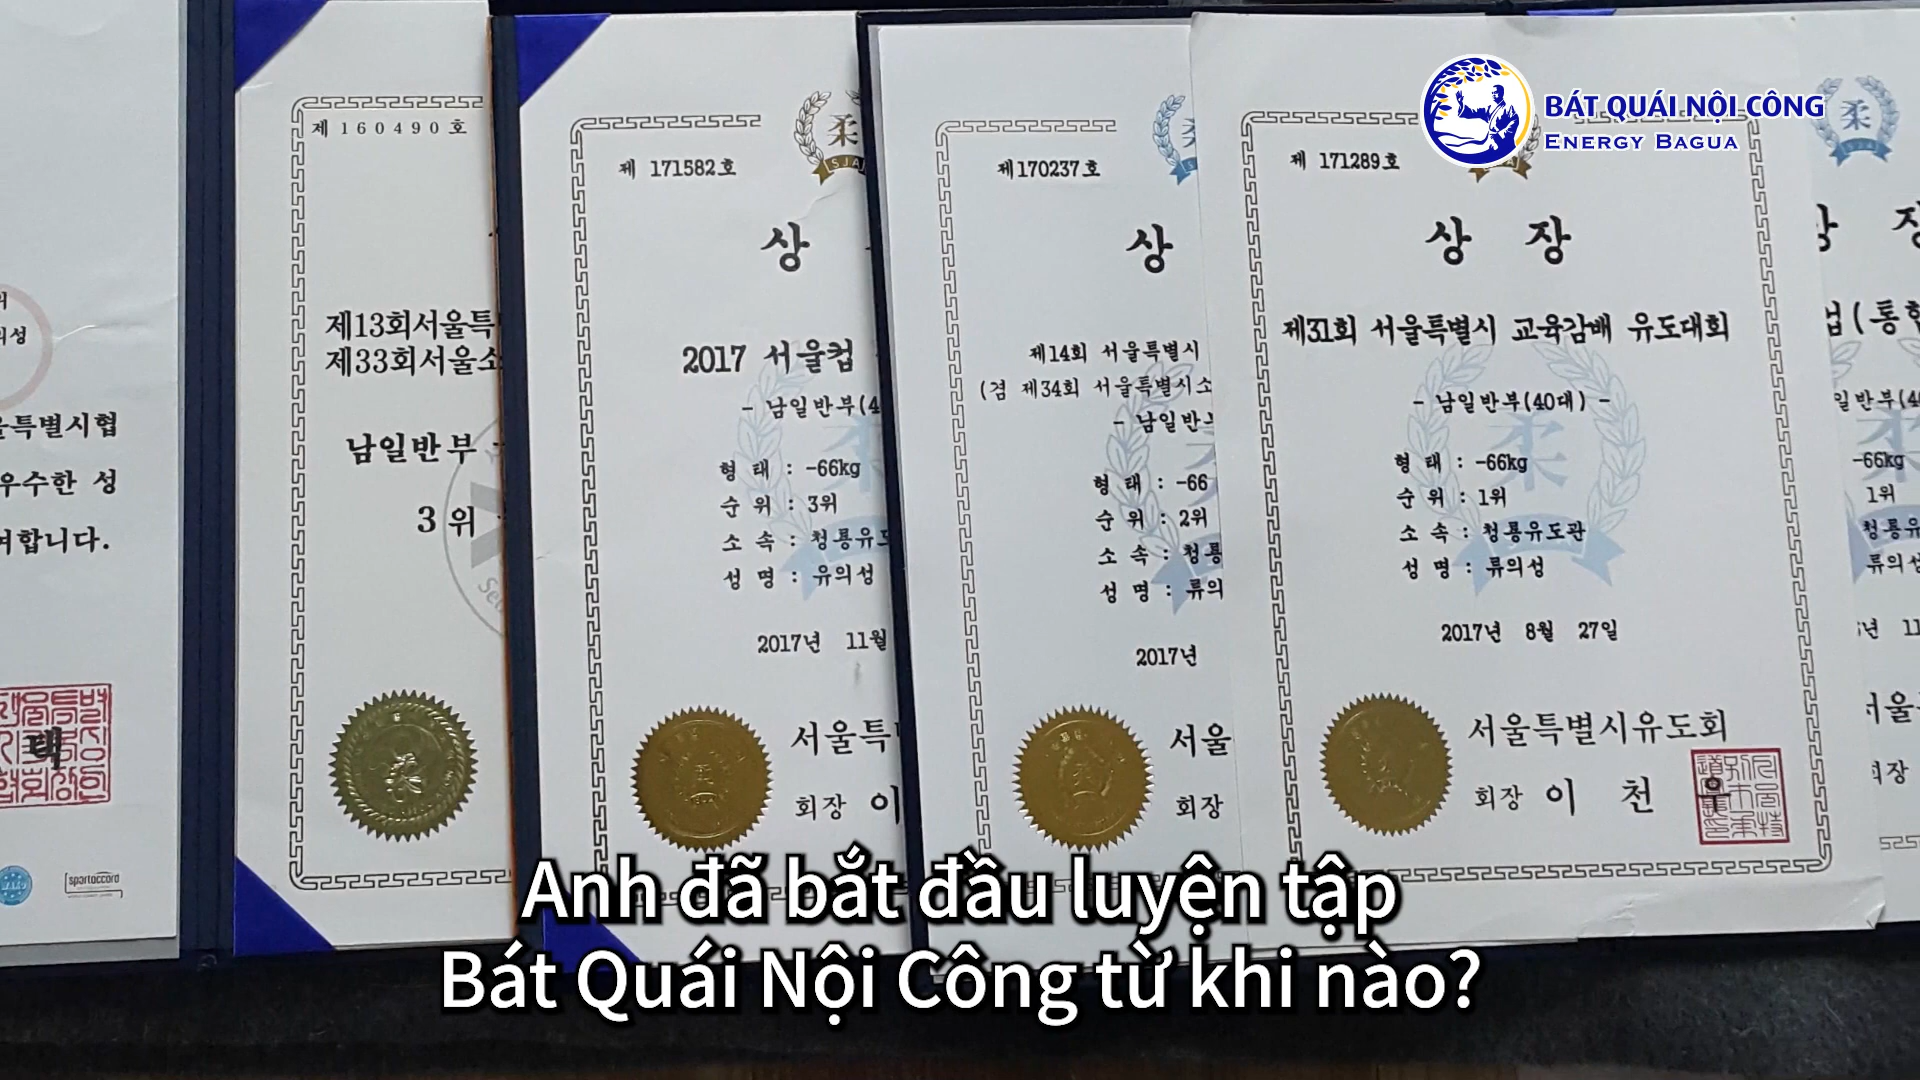 BÁT QUÁI NỘI CÔNG
ENERGY BAGUA
의성
특별시협
우수한 성
합니다.
spartaccord
제 160490 호
제13회서울특
제33회서울소
남일반부
3 위
제 171582 호
柔
SJA
상
2017 서울컵
- 남일반부(4
형 태 : -66kg
순 위 : 3위
소 속 : 청룡유도
성 명 : 유의성
2017년 11월
서울특
회장 이
제170237 호
상
제14회 서울특별시
(겸 제34회 서울특별시소
- 남일반부
형 태 : -66
순 위 : 2위
소 속 : 청룡
성 명 : 류의
2017년
서울
회장
제 171289 호
상 장
제31회 서울특별시 교육감배 유도대회
- 남일반부(40대) -
형 태 : -66kg
순 위 : 1위
소 속 : 청룡유도관
성 명 : 류의성
2017년 8월 27일
서울특별시유도회
회장 이 천 우
柔
컵(통합
일반부(4
-66kg
1위
청룡유
류의성
년 11
서울
회장
Anh đã bắt đầu luyện tập
Bát Quái Nội Công từ khi nào?